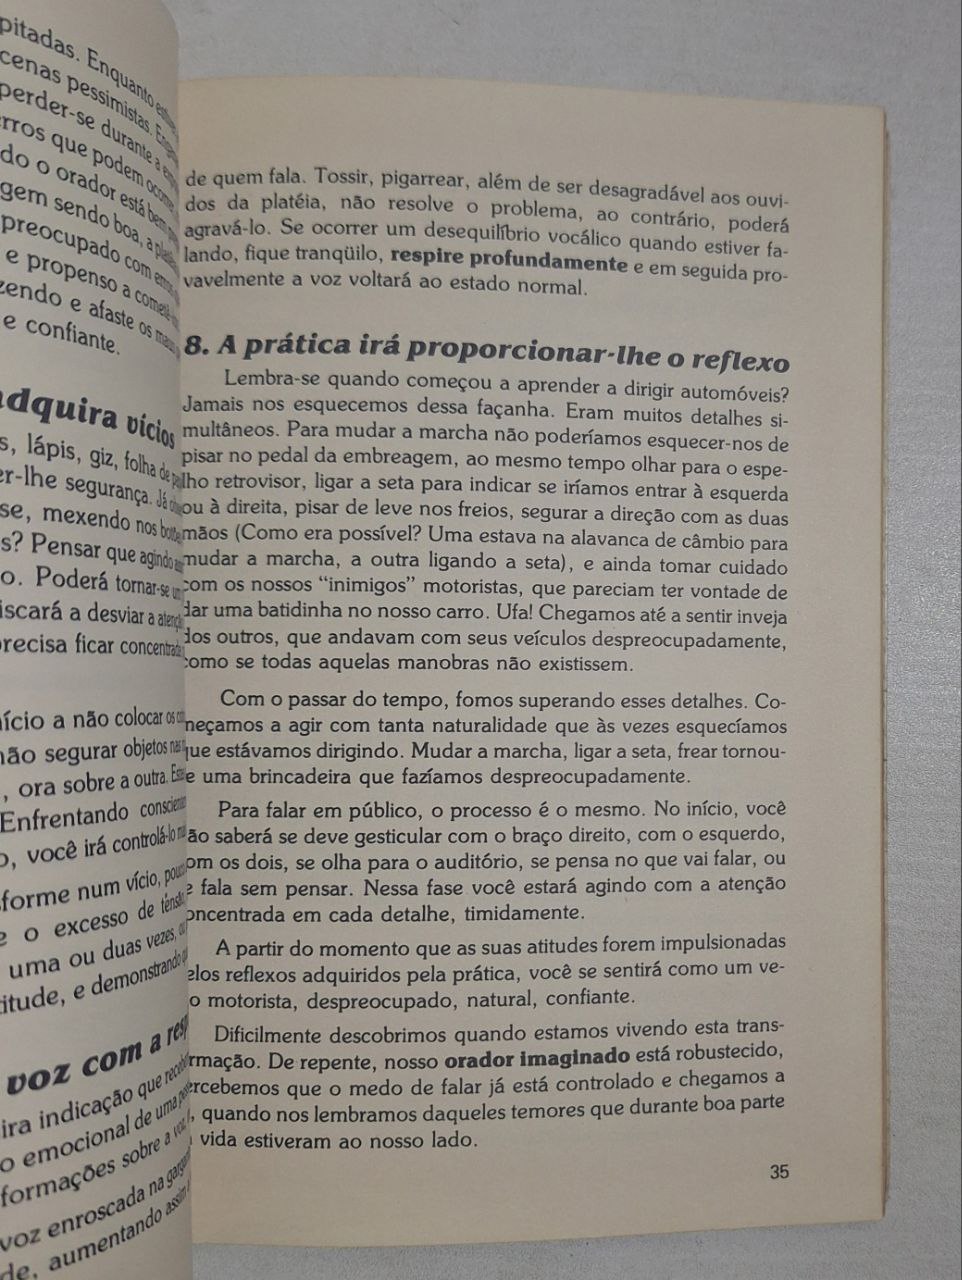 pitadas. Enquanto
cenas pessimistas.
perder-se durante a
erros que podem
do o orador está bem
gem sendo boa, a
preocupado com
e propenso a
zendo e afaste os
e confiante.
adquira vícios
s, lápis, giz, folha de
er-lhe segurança. Já
se, mexendo nos
s? Pensar que agindo
o. Poderá tornar-se
iscará a desviar a
precisa ficar
nício a não colocar os
não segurar objetos nas
, ora sobre a outra.
Enfrentando
o, você irá controlá-lo
sforme num vício,
e o excesso de
uma ou duas vezes,
titude, e demonstrando
voz com a
ira indicação que
o emocional de uma
formações sobre a voz
voz enroscada na
de, aumentando assim
de quem fala. Tossir, pigarrear, além de ser desagradável aos ouvi-
dos da platéia, não resolve o problema, ao contrário, poderá
agravá-lo. Se ocorrer um desequilíbrio vocálico quando estiver fa-
lando, fique tranqüilo, respire profundamente e em seguida pro-
vavelmente a voz voltará ao estado normal.
8. A prática irá proporcionar-lhe o reflexo
Lembra-se quando começou a aprender a dirigir automóveis?
Jamais nos esquecemos dessa façanha. Eram muitos detalhes si-
multâneos. Para mudar a marcha não poderíamos esquecer-nos de
pisar no pedal da embreagem, ao mesmo tempo olhar para o espe-
lho retrovisor, ligar a seta para indicar se iríamos entrar à esquerda
ou à direita, pisar de leve nos freios, segurar a direção com as duas
mãos (Como era possível? Uma estava na alavanca de câmbio para
mudar a marcha, a outra ligando a seta), e ainda tomar cuidado
com os nossos “inimigos” motoristas, que pareciam ter vontade de
dar uma batidinha no nosso carro. Ufa! Chegamos até a sentir inveja
dos outros, que andavam com seus veículos despreocupadamente,
como se todas aquelas manobras não existissem.
Com o passar do tempo, fomos superando esses detalhes. Co-
neçamos a agir com tanta naturalidade que às vezes esquecíamos
que estávamos dirigindo. Mudar a marcha, ligar a seta, frear tornou-
e uma brincadeira que fazíamos despreocupadamente.
Para falar em público, o processo é o mesmo. No início, você
ão saberá se deve gesticular com o braço direito, com o esquerdo,
om os dois, se olha para o auditório, se pensa no que vai falar, ou
e fala sem pensar. Nessa fase você estará agindo com a atenção
oncentrada em cada detalhe, timidamente.
A partir do momento que as suas atitudes forem impulsionadas
elos reflexos adquiridos pela prática, você se sentirá como um ve-
o motorista, despreocupado, natural, confiante.
Dificilmente descobrimos quando estamos vivendo esta trans-
rmação. De repente, nosso orador imaginado está robustecido,
ercebemos que o medo de falar já está controlado e chegamos a
, quando nos lembramos daqueles temores que durante boa parte
vida estiveram ao nosso lado.
35